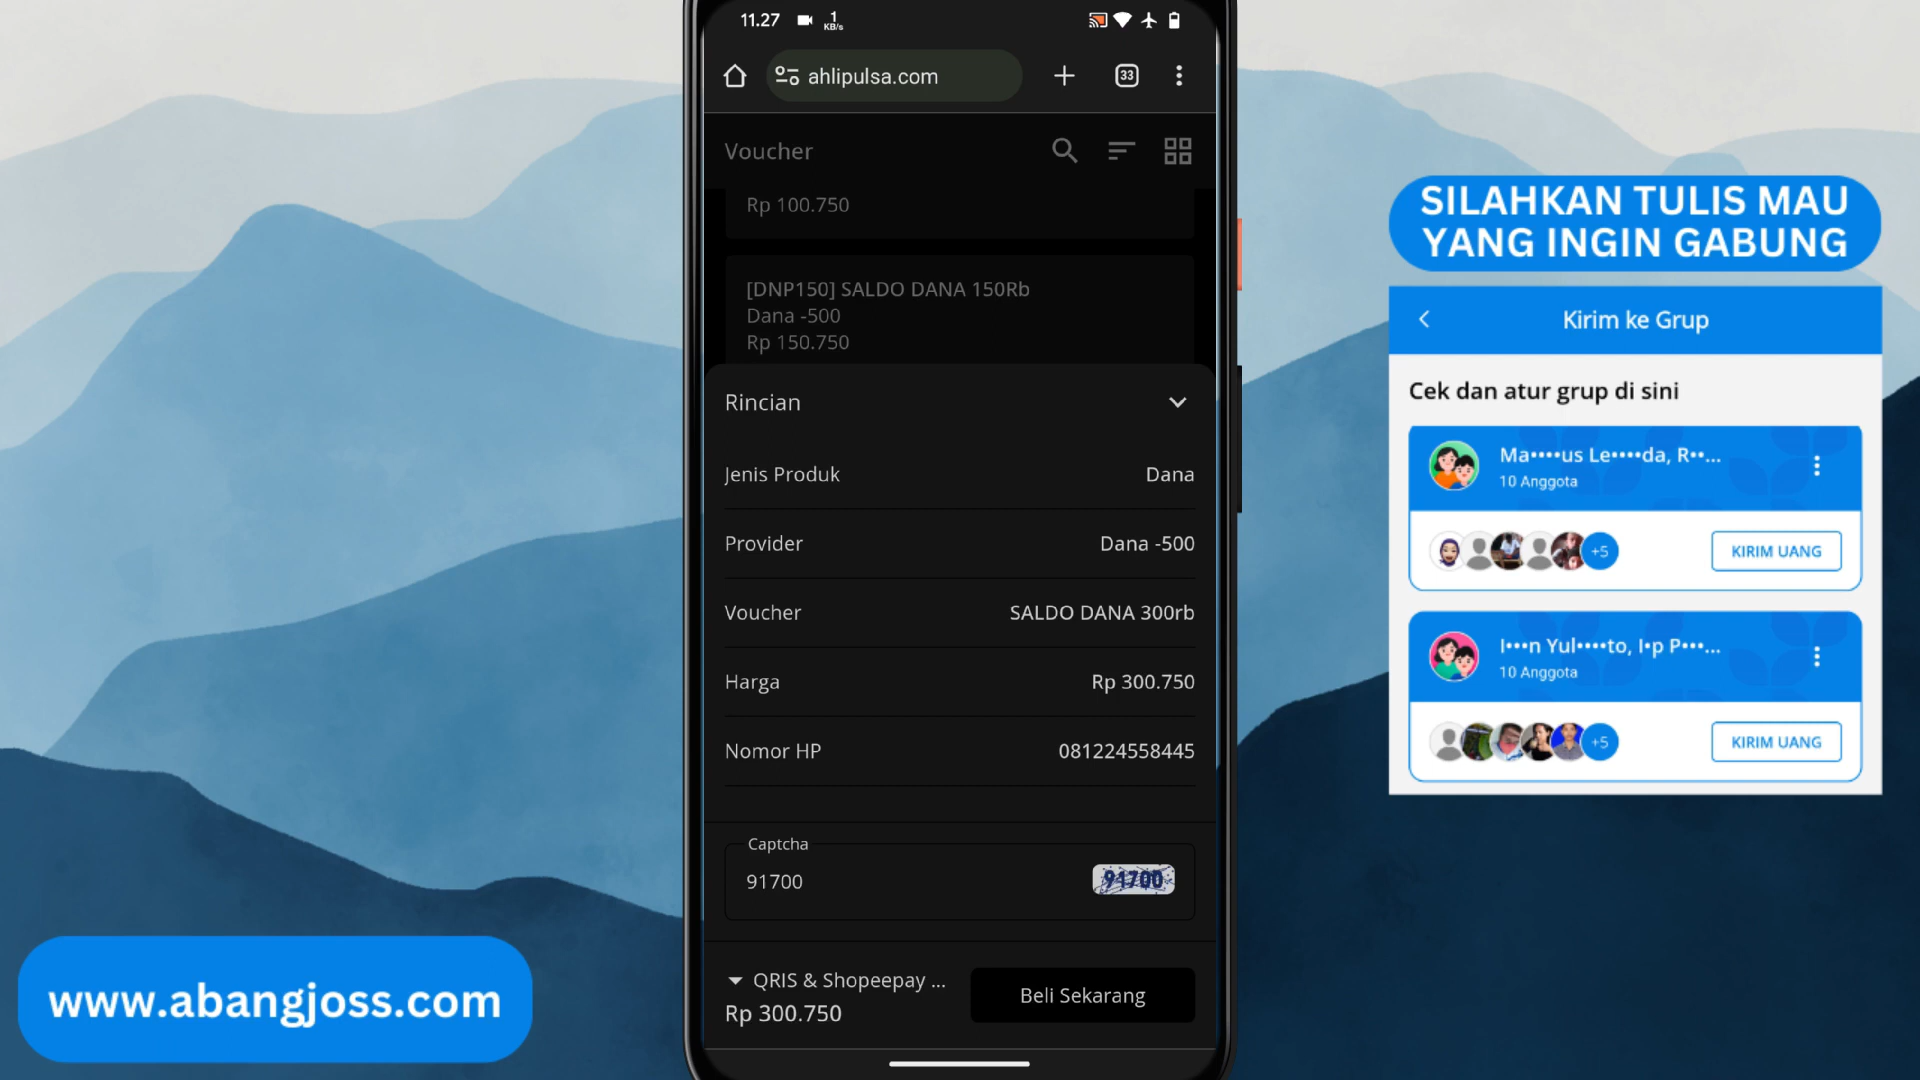 11.27
1
KB/s
ahlipulsa.com
33
Voucher
Rp 100.750
[DNP150] SALDO DANA 150Rb
Dana -500
Rp 150.750
Rincian
Jenis Produk
Dana
Provider
Dana -500
Voucher
SALDO DANA 300rb
Harga
Rp 300.750
Nomor HP
081224558445
Captcha
91700
91700
QRIS & Shopeepay ...
Rp 300.750
Beli Sekarang
www.abangjoss.com
SILAHKAN TULIS MAU
YANG INGIN GABUNG
Kirim ke Grup
Cek dan atur grup di sini
Ma••••us Le••••da, R••...
10 Anggota
+5
KIRIM UANG
I•••n Yul••••to, I•p P•••...
10 Anggota
+5
KIRIM UANG